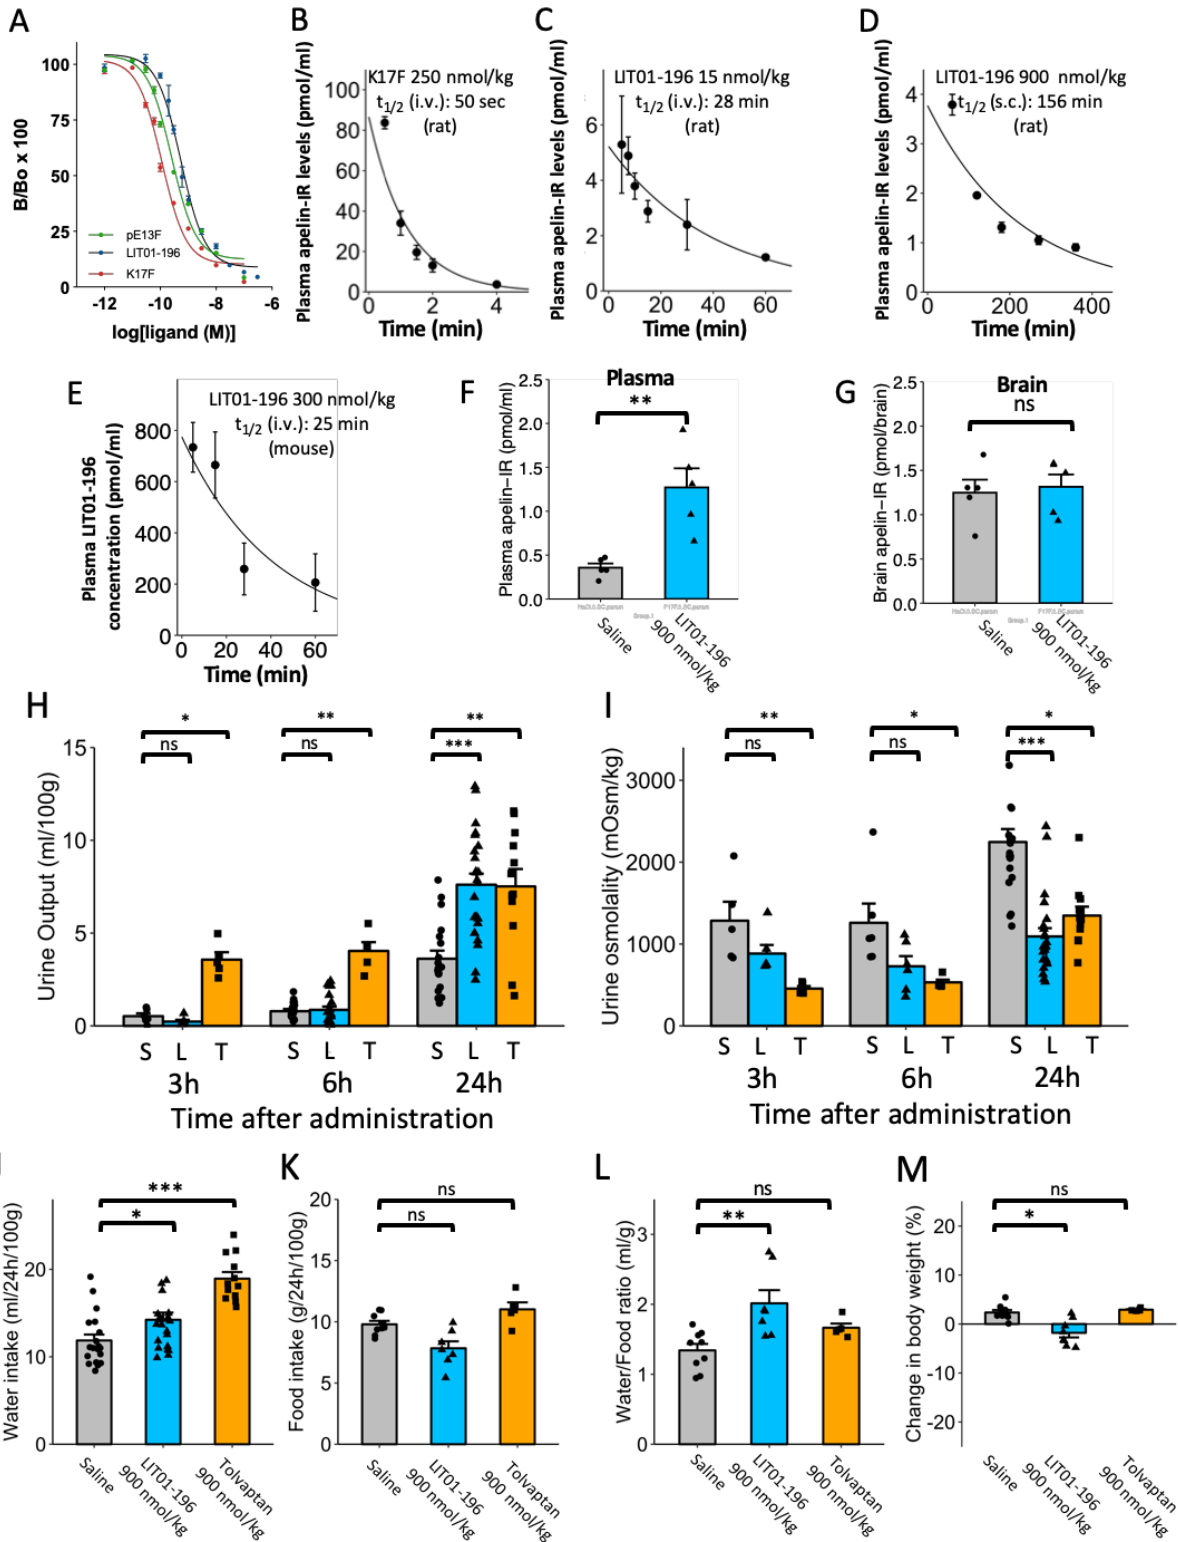 A
B/Bo x 100
100
75
50
25
0
pE13F
LIT01-196
K17F
-12 -10 -8 -6
log[ligand (M)]
B
Plasma apelin-IR levels (pmol/ml)
K17F 250 nmol/kg
t1/2 (i.v.): 50 sec
(rat)
100
80
60
40
20
0
0 2 4
Time (min)
C
Plasma apelin-IR levels (pmol/ml)
LIT01-196 15 nmol/kg
t1/2 (i.v.): 28 min
(rat)
6
4
2
0
0 20 40 60
Time (min)
D
Plasma apelin-IR levels (pmol/ml)
LIT01-196 900 nmol/kg
t1/2 (s.c.): 156 min
(rat)
4
3
2
1
0
0 200 400
Time (min)
E
Plasma LIT01-196
concentration (pmol/ml)
LIT01-196 300 nmol/kg
t1/2 (i.v.): 25 min
(mouse)
800
600
400
200
0
0 20 40 60
Time (min)
F
Plasma
**
Plasma apelin-IR (pmol/ml)
2.5
2.0
1.5
1.0
0.5
0.0
Saline
LIT01-196
900 nmol/kg
G
Brain
ns
Brain apelin-IR (pmol/brain)
2.5
2.0
1.5
1.0
0.5
0.0
Saline
LIT01-196
900 nmol/kg
H
Urine Output (ml/100g)
* ** **
ns ns ***
15
10
5
0
S L T S L T S L T
3h 6h 24h
Time after administration
I
Urine osmolality (mOsm/kg)
** * *
ns ns ***
3000
2000
1000
0
S L T S L T S L T
3h 6h 24h
Time after administration
Water intake (ml/24h/100g)
***
*
20
10
0
Saline
LIT01-196
900 nmol/kg
Tolvaptan
900 nmol/kg
K
Food intake (g/24h/100g)
ns
ns
20
15
10
5
0
Saline
LIT01-196
900 nmol/kg
Tolvaptan
900 nmol/kg
L
Water/Food ratio (ml/g)
ns
**
3
2
1
0
Saline
LIT01-196
900 nmol/kg
Tolvaptan
900 nmol/kg
M
Change in body weight (%)
ns
*
20
10
0
-10
-20
Saline
LIT01-196
900 nmol/kg
Tolvaptan
900 nmol/kg